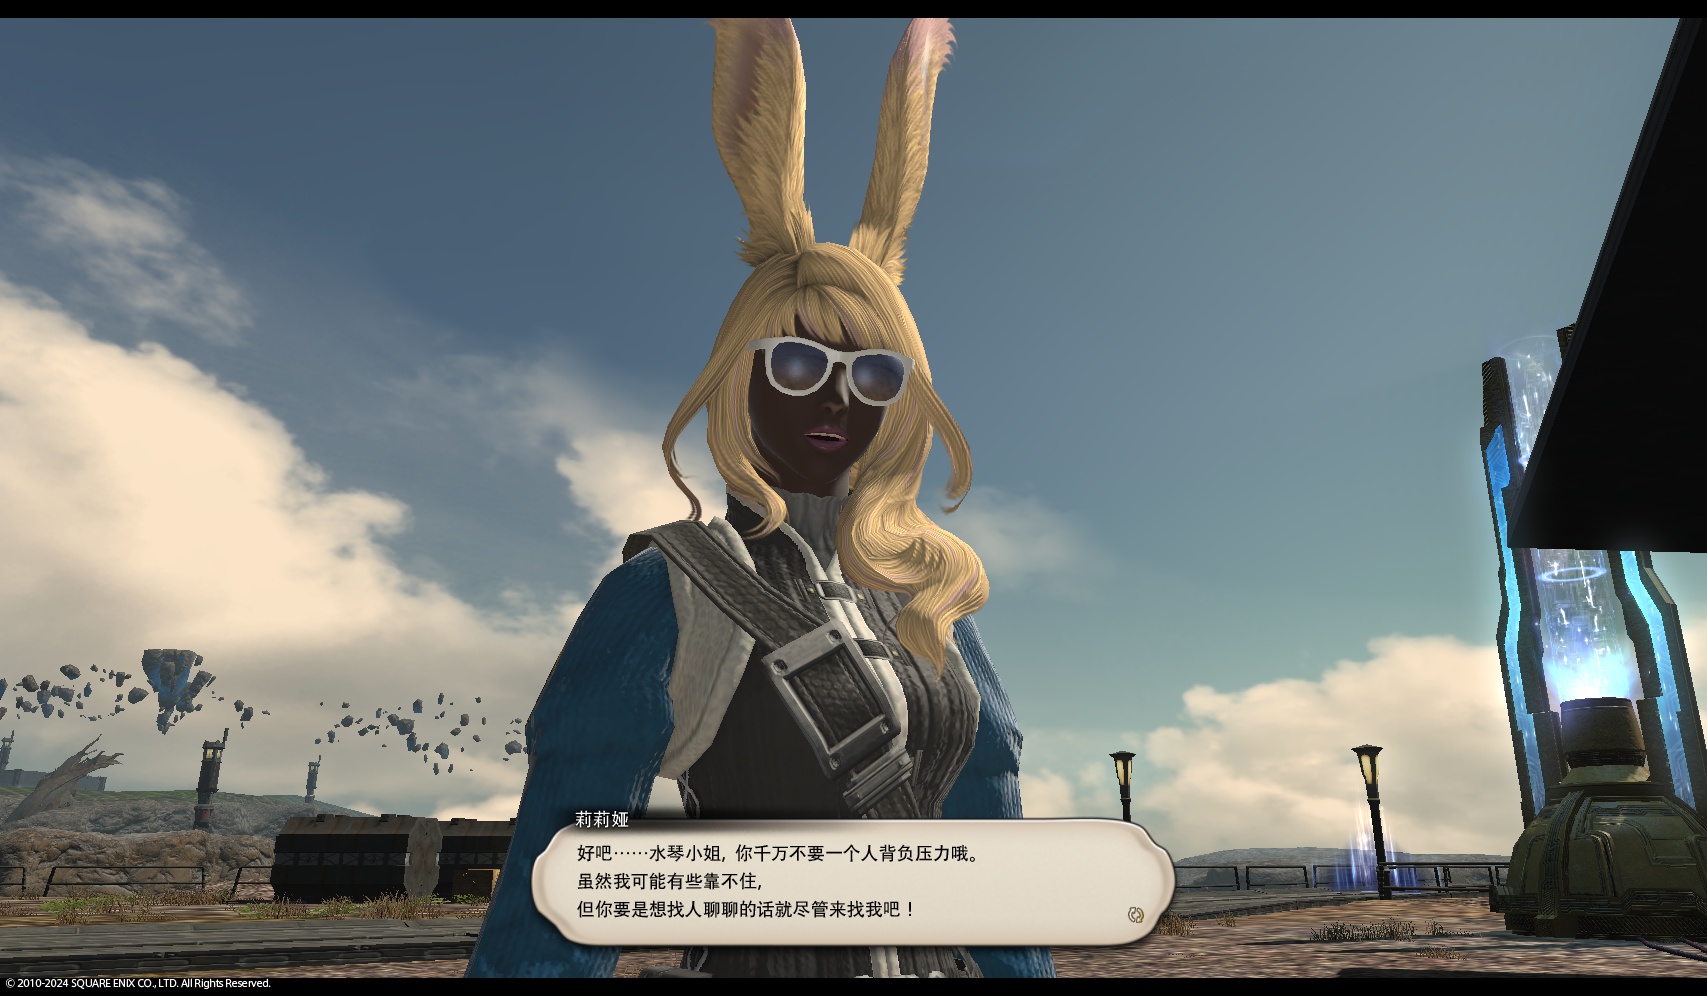 莉莉娅
好吧……水琴小姐，你千万不要一个人背负压力哦。
虽然我可能有些靠不住，
但你要是想找人聊聊的话就尽管来找我吧！
© 2010-2024 SQUARE ENIX CO., LTD. All Rights Reserved.